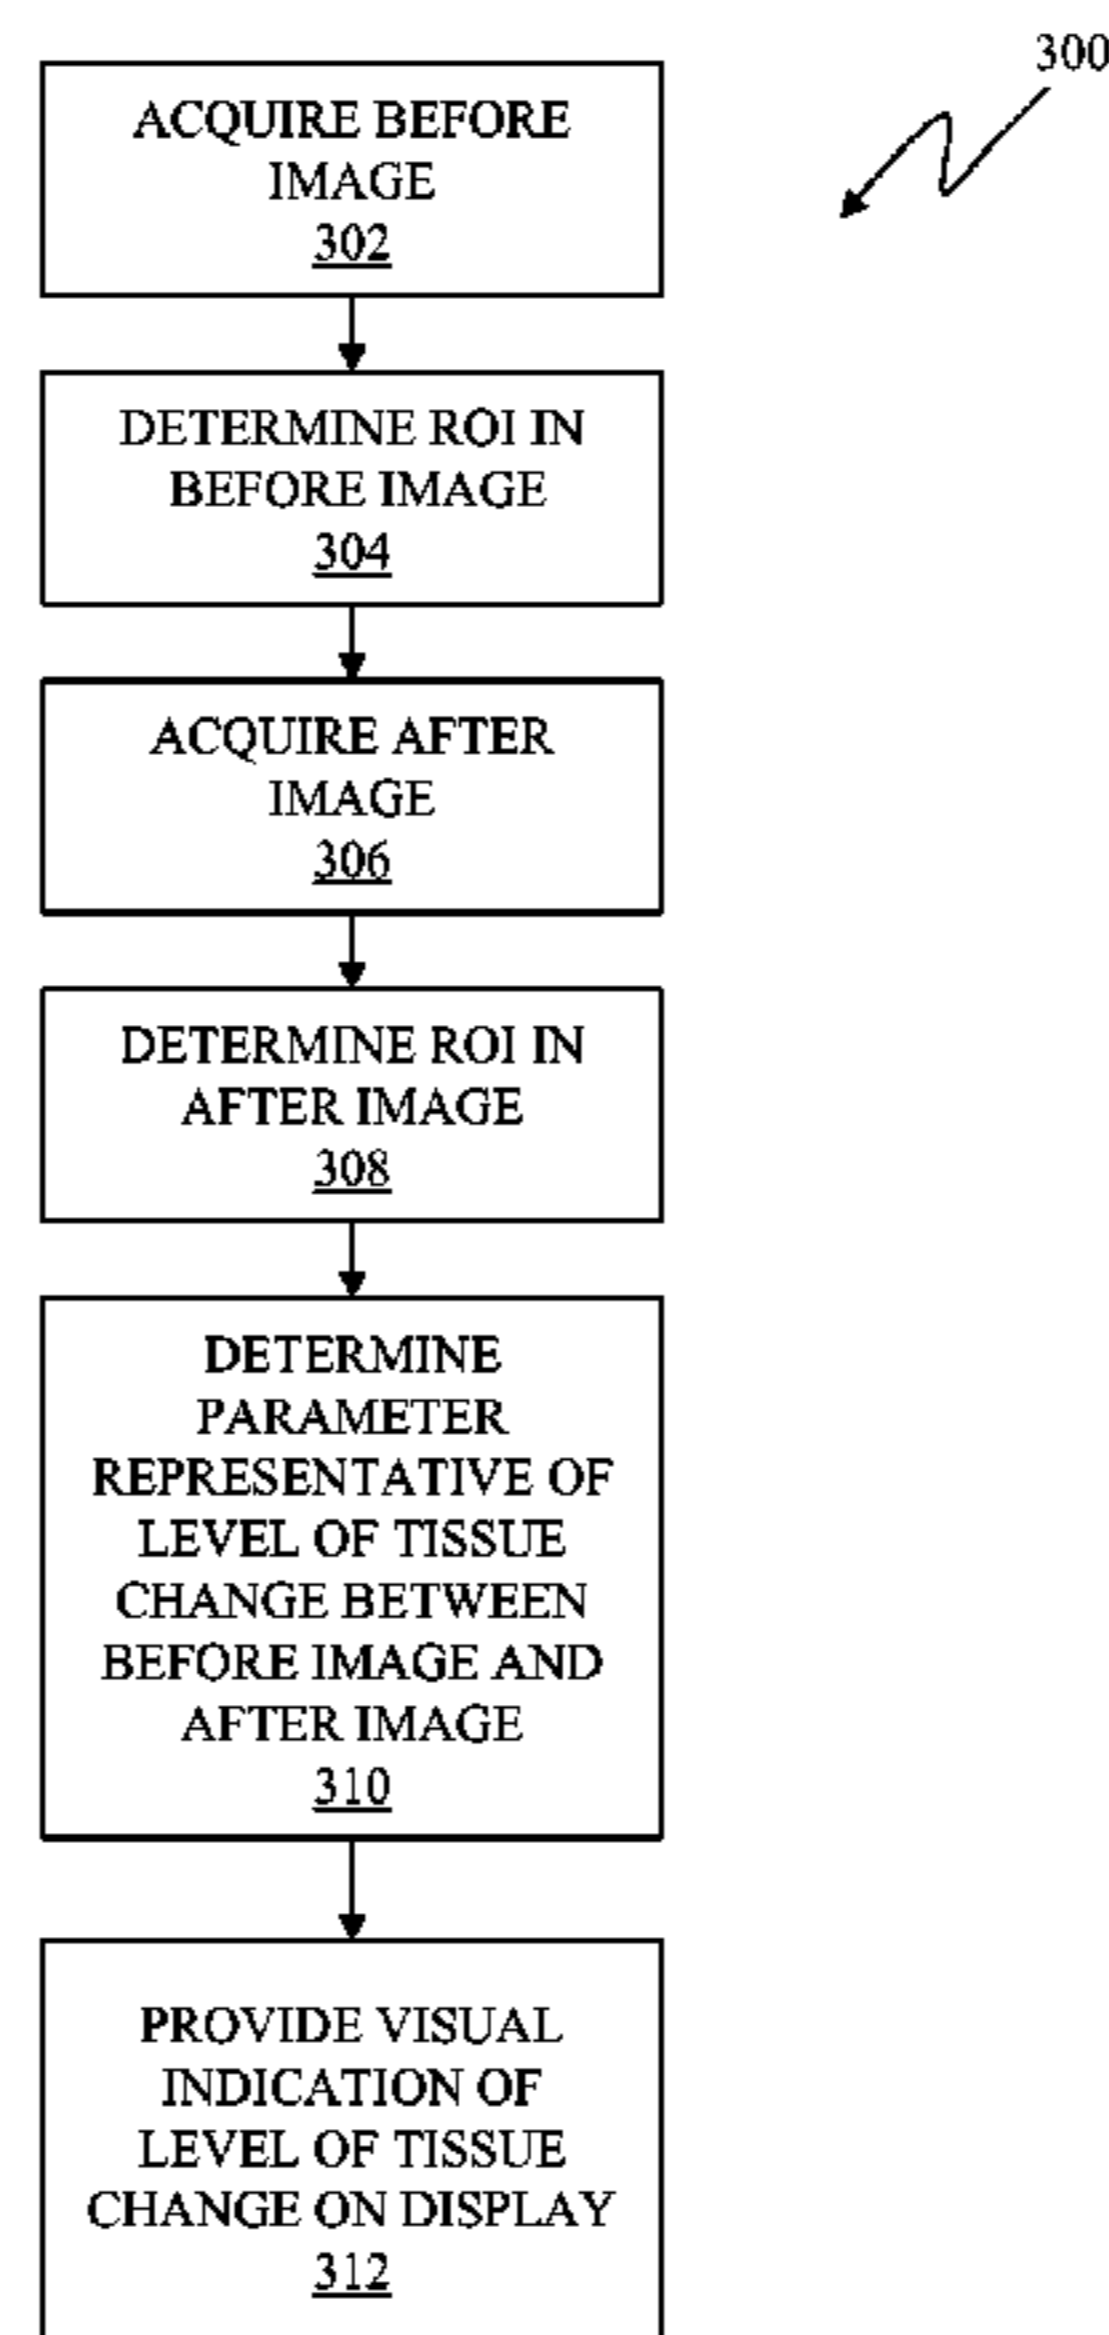 300
ACQUIRE BEFORE
IMAGE
302
DETERMINE ROI IN
BEFORE IMAGE
304
ACQUIRE AFTER
IMAGE
306
DETERMINE ROI IN
AFTER IMAGE
308
DETERMINE
PARAMETER
REPRESENTATIVE OF
LEVEL OF TISSUE
CHANGE BETWEEN
BEFORE IMAGE AND
AFTER IMAGE
310
PROVIDE VISUAL
INDICATION OF
LEVEL OF TISSUE
CHANGE ON DISPLAY
312